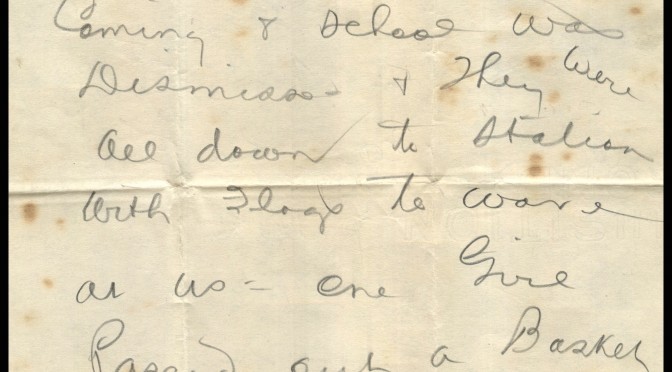 Coming & School was
Dismiss- & They were
all down to Station
with Flags to wave
at us - one Girl
Passed out a Basket